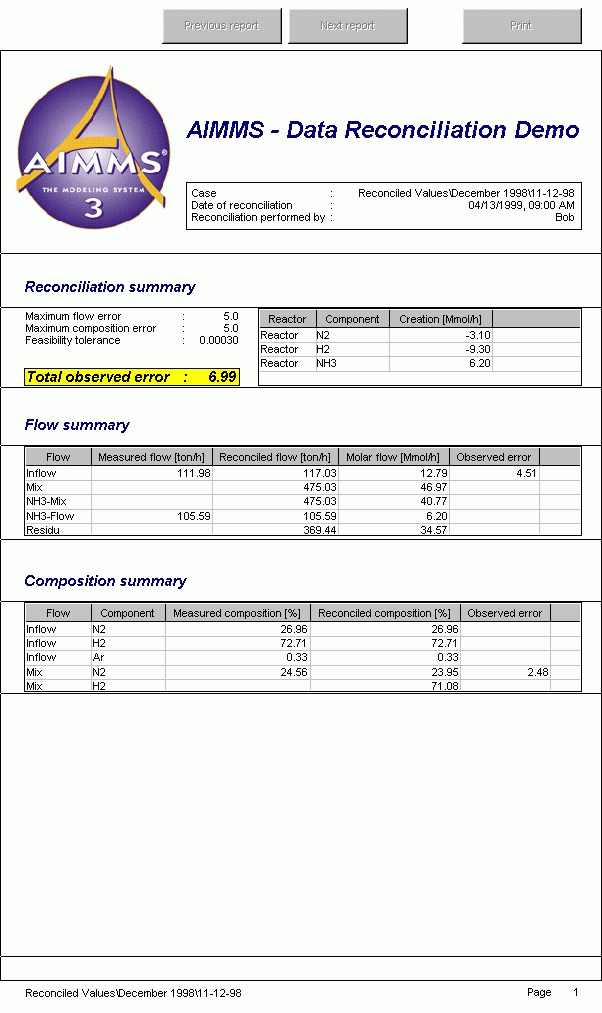 Previous report Next report Print
AIMMS - Data Reconciliation Demo
AIMMS®
THE MODELING SYSTEM
3
Case : Reconciled Values\December 1998\11-12-98
Date of reconciliation : 04/13/1999, 09:00 AM
Reconciliation performed by : Bob
Reconciliation summary
Maximum flow error : 5.0
Maximum composition error : 5.0
Feasibility tolerance : 0.00030
Total observed error : 6.99
Reactor Component Creation [Mmol/h]
Reactor N2 -3.10
Reactor H2 -9.30
Reactor NH3 6.20
Flow summary
Flow Measured flow [ton/h] Reconciled flow [ton/h] Molar flow [Mmol/h] Observed error
Inflow 111.98 117.03 12.79 4.51
Mix 475.03 46.97
NH3-Mix 475.03 40.77
NH3-Flow 105.59 105.59 6.20
Residu 369.44 34.57
Composition summary
Flow Component Measured composition [%] Reconciled composition [%] Observed error
Inflow N2 26.96 26.96
Inflow H2 72.71 72.71
Inflow Ar 0.33 0.33
Mix N2 24.56 23.95 2.48
Mix H2 71.08
Reconciled Values\December 1998\11-12-98 Page 1